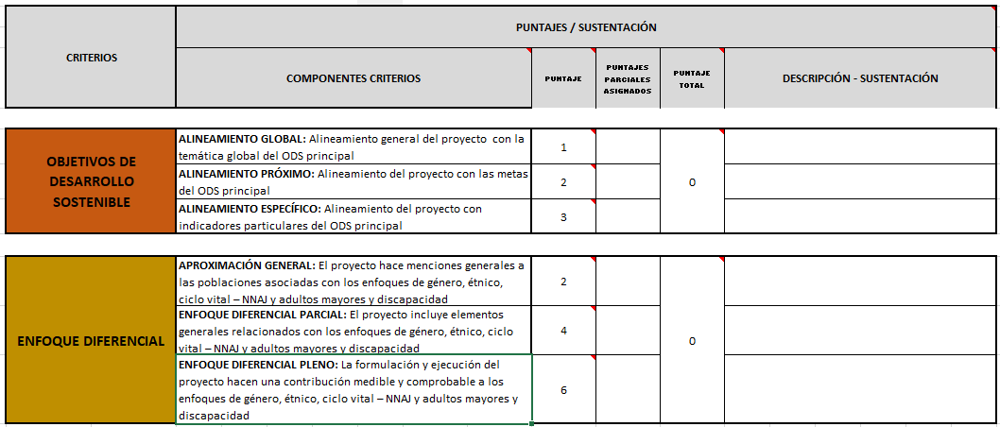 CRITERIOS
PUNTAJES / SUSTENTACIÓN
COMPONENTES CRITERIOS
PUNTAJE
PUNTAJES
PARCIALES
ASIGNADOS
PUNTAJE
TOTAL
DESCRIPCIÓN - SUSTENTACIÓN
OBJETIVOS DE
DESARROLLO
SOSTENIBLE
ALINEAMIENTO GLOBAL: Alineamiento general del proyecto con la
temática global del ODS principal
1
ALINEAMIENTO PRÓXIMO: Alineamiento del proyecto con las metas
del ODS principal
2
ALINEAMIENTO ESPECÍFICO: Alineamiento del proyecto con
indicadores particulares del ODS principal
3
0
ENFOQUE DIFERENCIAL
APROXIMACIÓN GENERAL: El proyecto hace menciones generales a
las poblaciones asociadas con los enfoques de género, étnico,
ciclo vital – NNAJ y adultos mayores y discapacidad
2
ENFOQUE DIFERENCIAL PARCIAL: El proyecto incluye elementos
generales relacionados con los enfoques de género, étnico, ciclo
vital – NNAJ y adultos mayores y discapacidad
4
ENFOQUE DIFERENCIAL PLENO: La formulación y ejecución del
proyecto hacen una contribución medible y comprobable a los
enfoques de género, étnico, ciclo vital – NNAJ y adultos mayores y
discapacidad
6
0